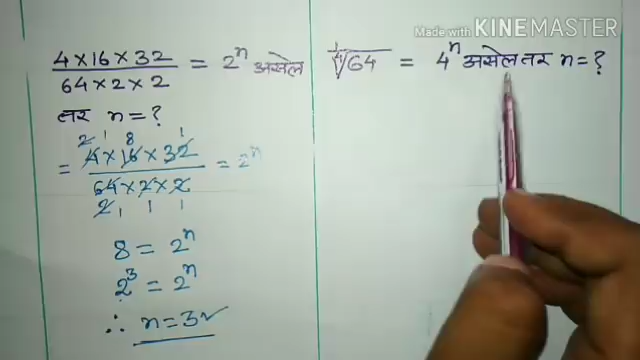 Made with KINEMASTER
4×16×32 / 64×2×2 = 2ⁿ असेल
तर n=?
= 4×16×32 / 64×2×2 = 2ⁿ
8 = 2ⁿ
2³ = 2ⁿ
∴ n=3✓
√64 = 4ⁿ असेल तर n=?